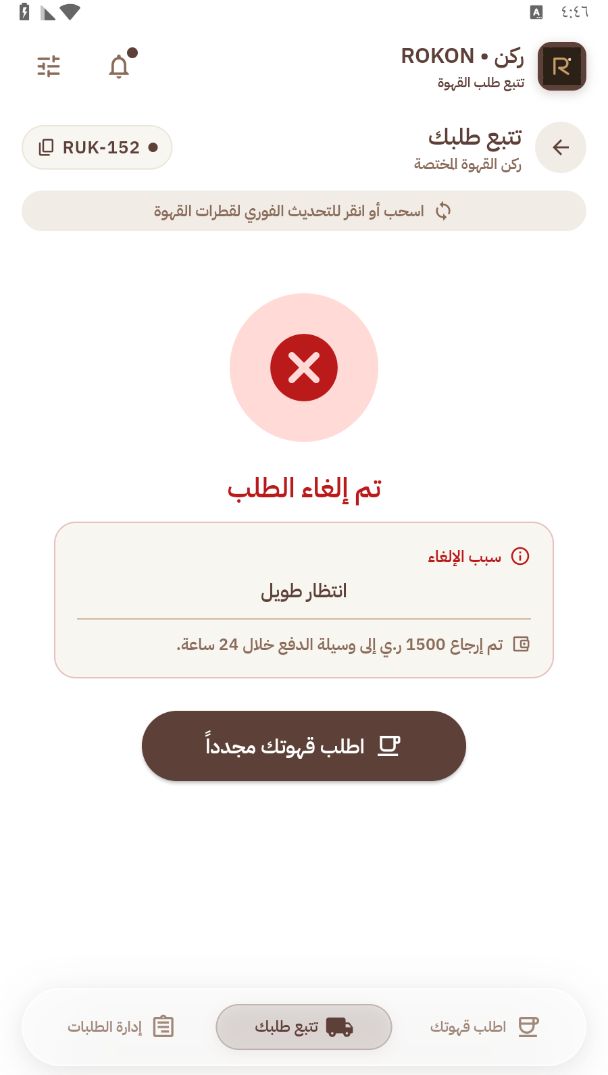 ٤:٤٦
ركن • ROKON
تتبع طلب القهوة
تتبع طلبك
ركن القهوة المختصة
RUK-152
اسحب أو انقر للتحديث الفوري لقطرات القهوة
تم إلغاء الطلب
سبب الإلغاء
انتظار طويل
تم إرجاع 1500 ر.ي إلى وسيلة الدفع خلال 24 ساعة.
اطلب قهوتك مجدداً
اطلب قهوتك
تتبع طلبك
إدارة الطلبات